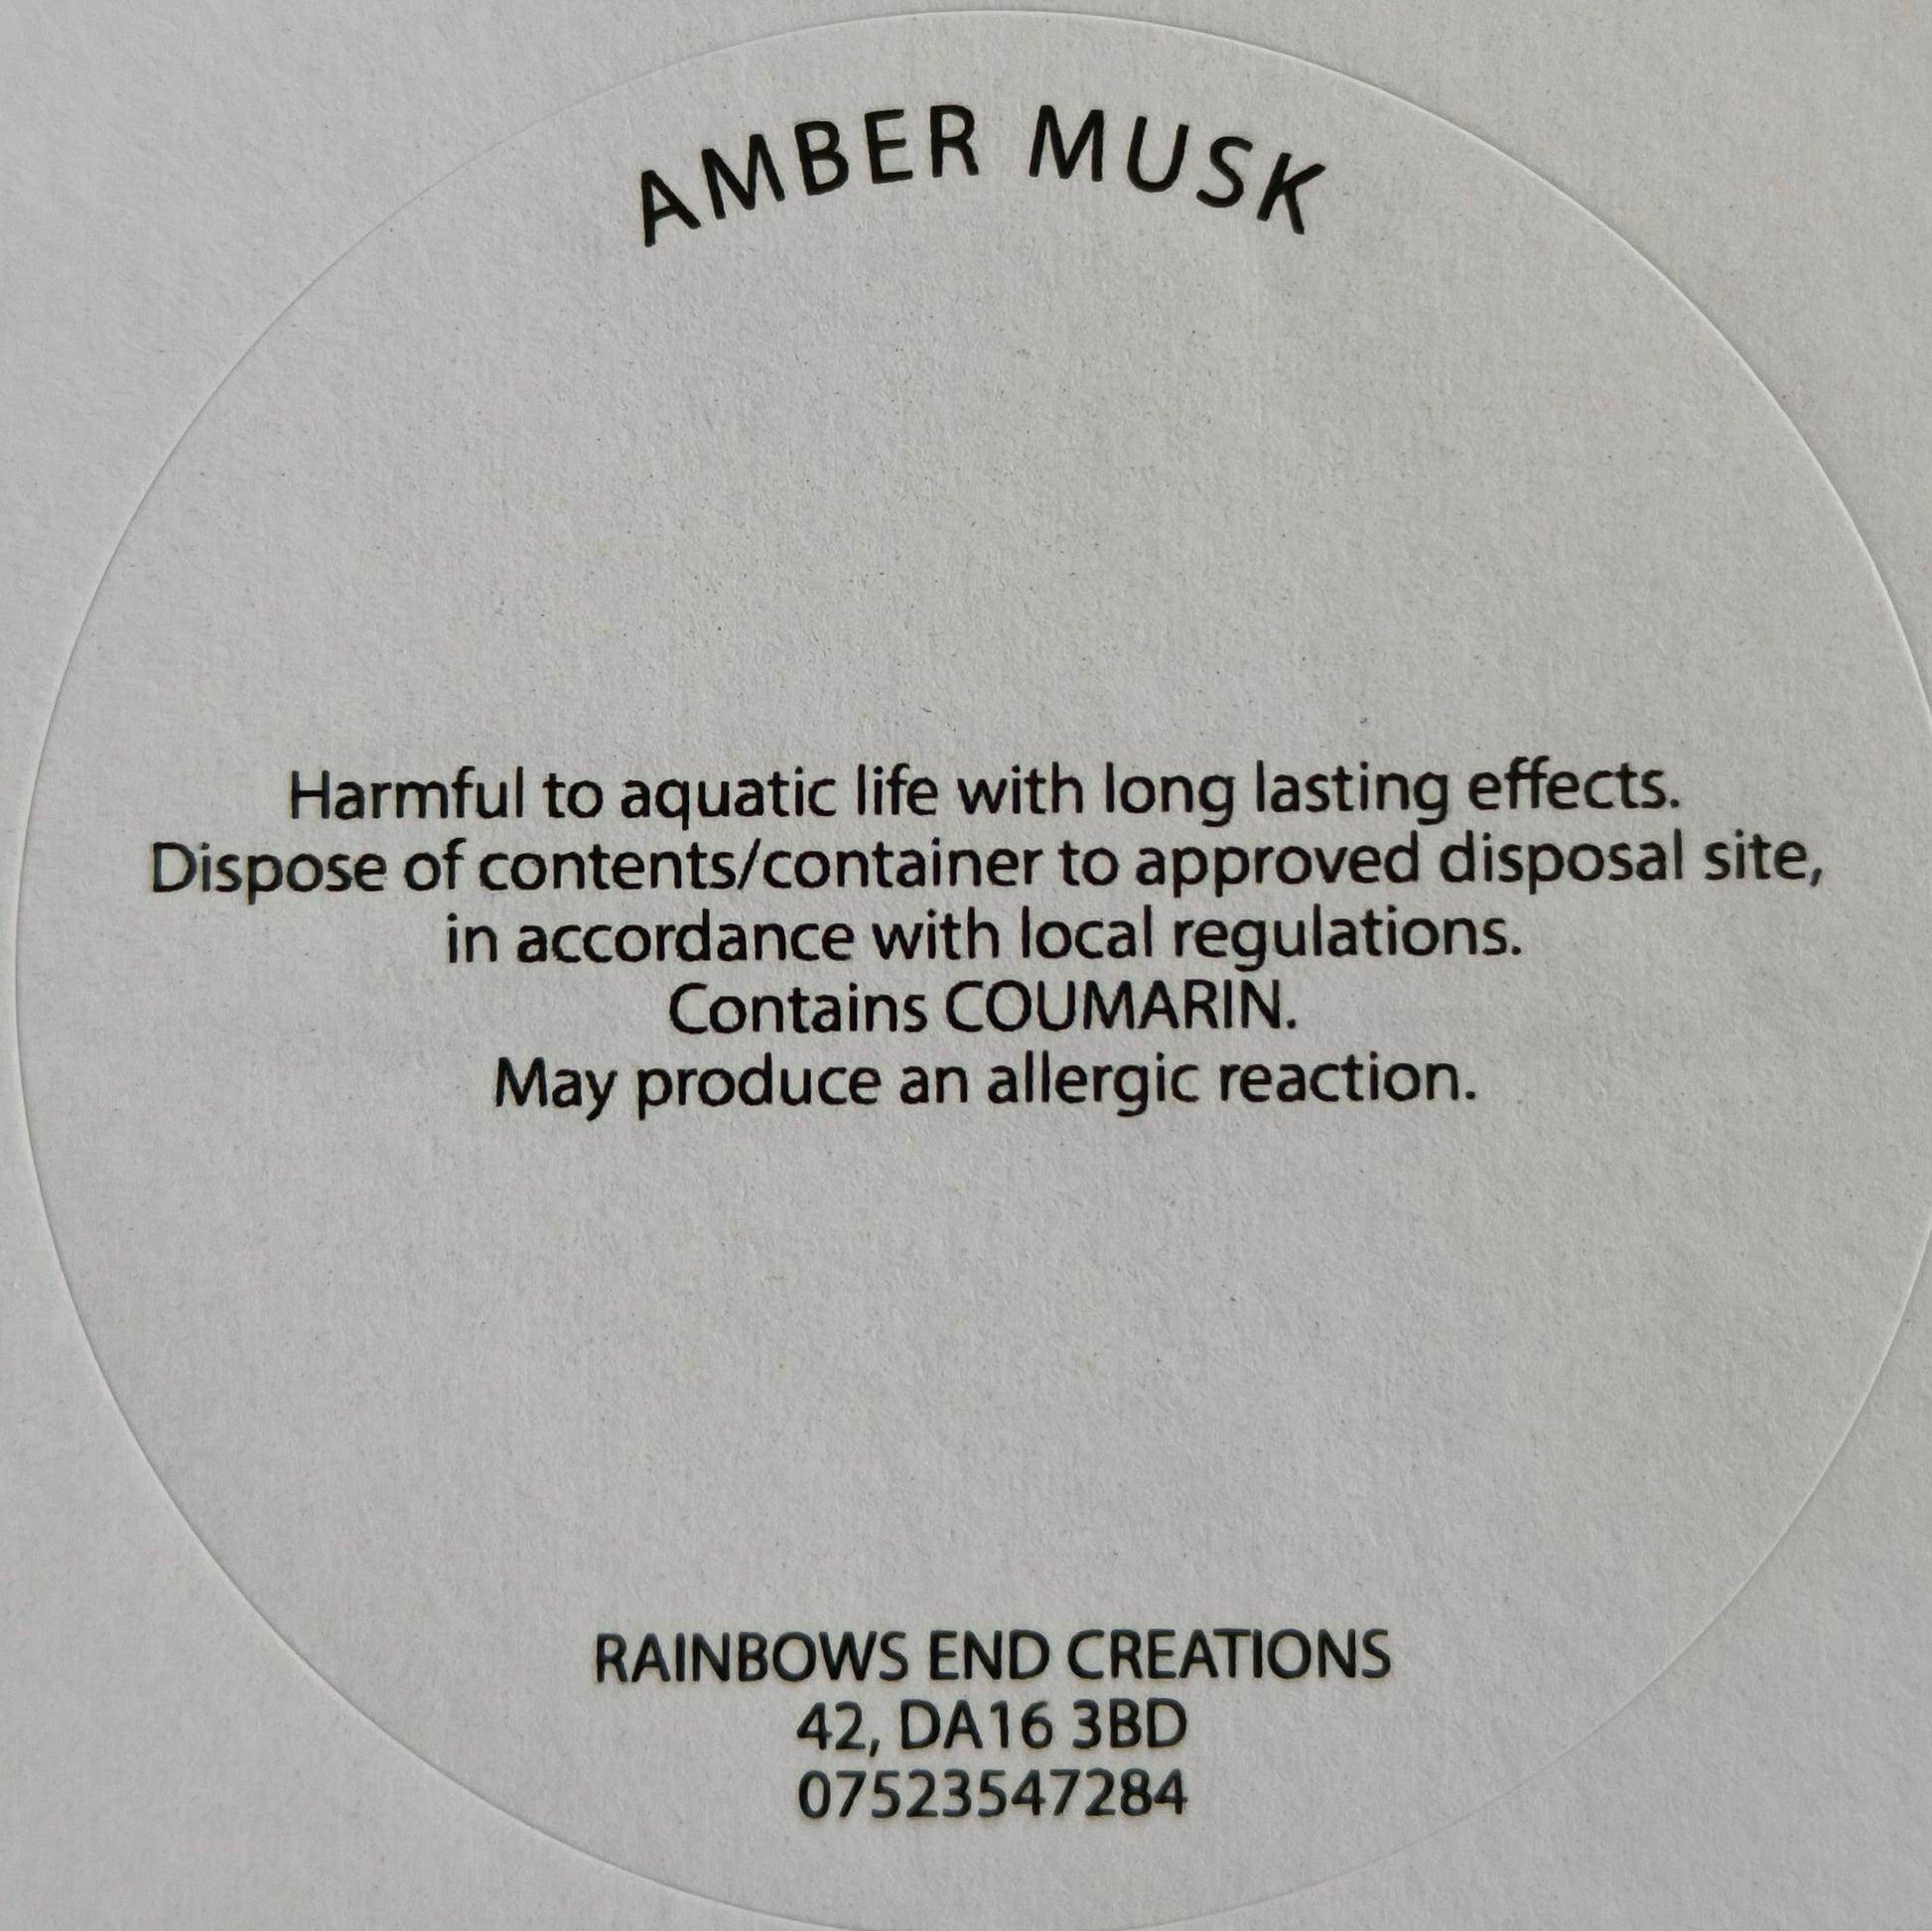 AMBER MUSK
Harmful to aquatic life with long lasting effects.
Dispose of contents/container to approved disposal site,
in accordance with local regulations.
Contains COUMARIN.
May produce an allergic reaction.
RAINBOWS END CREATIONS
42, DA16 3BD
07523547284